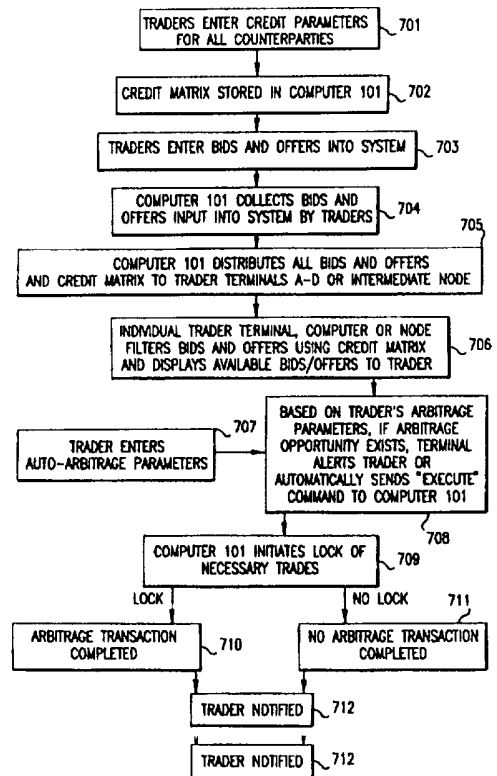 TRADERS ENTER CREDIT PARAMETERS
FOR ALL COUNTERPARTIES
701
CREDIT MATRIX STORED IN COMPUTER 101
702
TRADERS ENTER BIDS AND OFFERS INTO SYSTEM
703
COMPUTER 101 COLLECTS BIDS AND
OFFERS INPUT INTO SYSTEM BY TRADERS
704
705
COMPUTER 101 DISTRIBUTES ALL BIDS AND OFFERS
AND CREDIT MATRIX TO TRADER TERMINALS A-D OR INTERMEDIATE NODE
INDIVIDUAL TRADER TERMINAL, COMPUTER OR NODE
FILTERS BIDS AND OFFERS USING CREDIT MATRIX
AND DISPLAYS AVAILABLE BIDS/OFFERS TO TRADER
706
707
TRADER ENTERS
AUTO-ARBITRAGE PARAMETERS
BASED ON TRADER'S ARBITRAGE
PARAMETERS, IF ARBITRAGE
OPPORTUNITY EXISTS, TERMINAL
ALERTS TRADER OR
AUTOMATICALLY SENDS "EXECUTE"
COMMAND TO COMPUTER 101
708
COMPUTER 101 INITIATES LOCK OF
NECESSARY TRADES
709
LOCK
NO LOCK
711
ARBITRAGE TRANSACTION
COMPLETED
710
NO ARBITRAGE TRANSACTION
COMPLETED
TRADER NOTIFIED
712
TRADER NOTIFIED
712